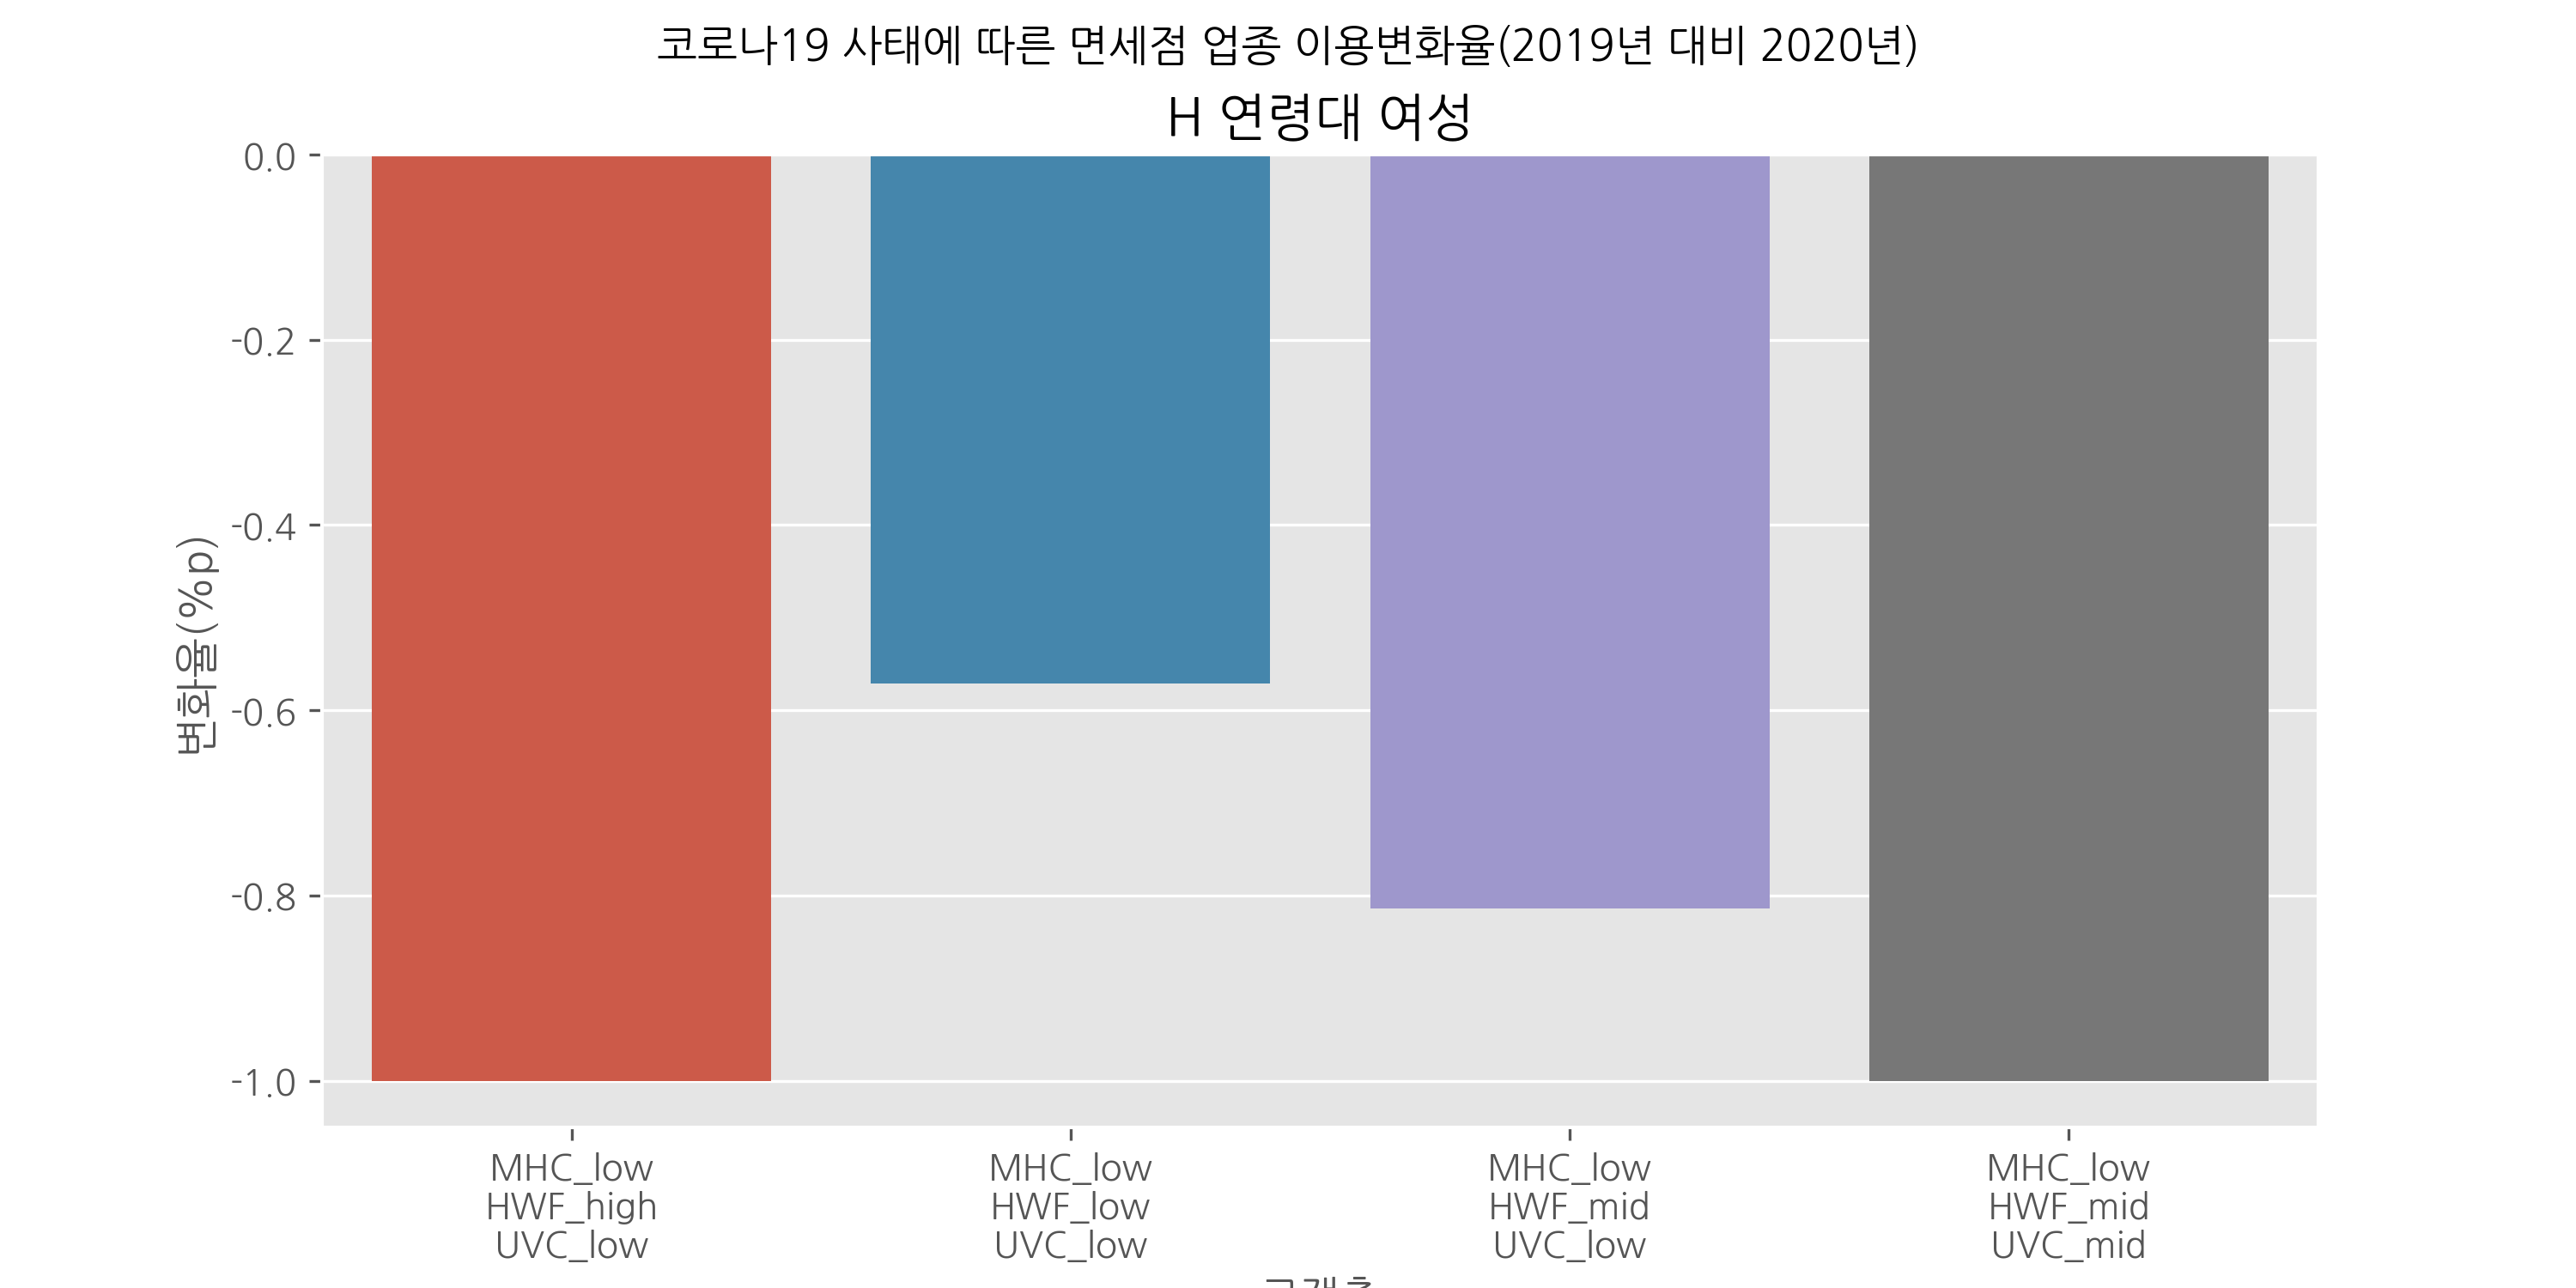 코로나19 사태에 따른 면세점 업종 이용변화율(2019년 대비 2020년)
H 연령대 여성
변화율(%p)
0.0
-0.2
-0.4
-0.6
-0.8
-1.0
MHC_low
HWF_high
UVC_low
MHC_low
HWF_low
UVC_low
MHC_low
HWF_mid
UVC_low
MHC_low
HWF_mid
UVC_mid